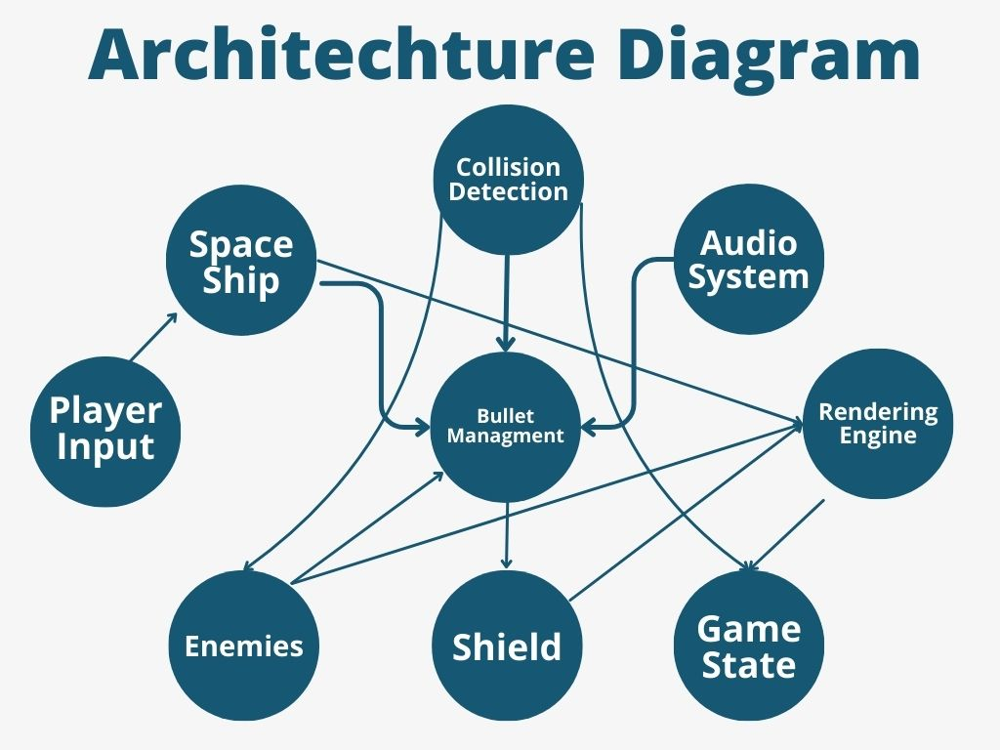 Architechture Diagram
Collision
Detection
Space
Ship
Audio
System
Player
Input
Bullet
Managment
Rendering
Engine
Enemies
Shield
Game
State